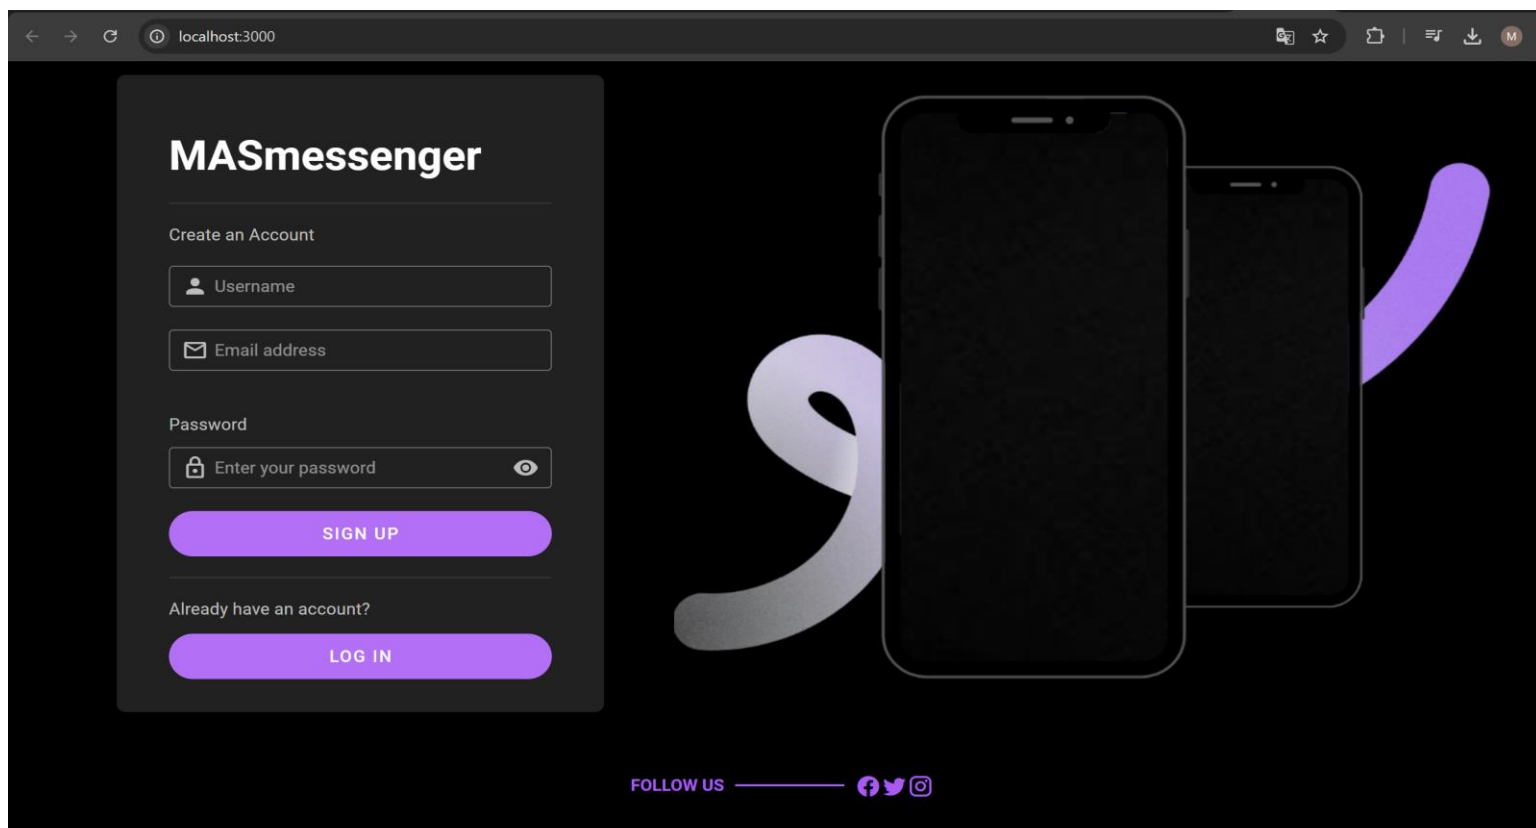 localhost:3000
M
MASmessenger
Create an Account
Username
Email address
Password
Enter your password
SIGN UP
Already have an account?
LOG IN
FOLLOW US